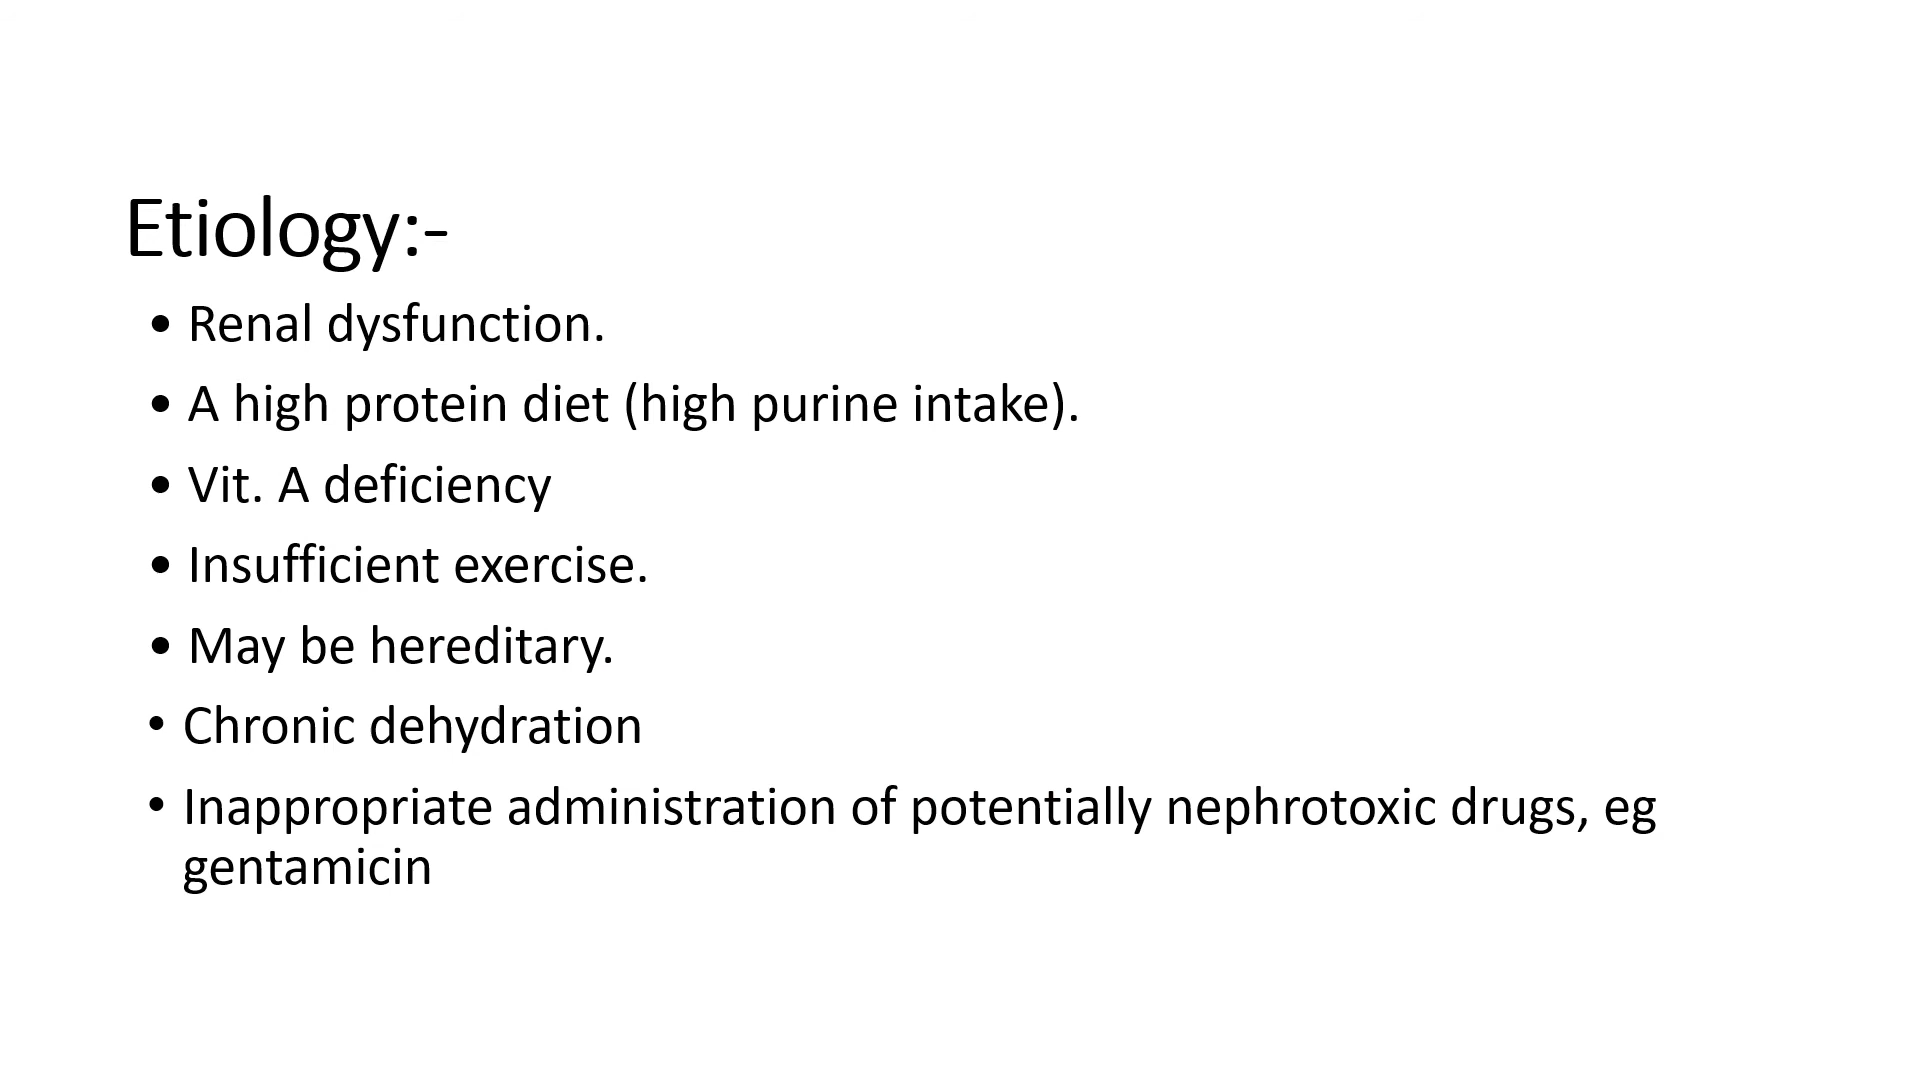 Etiology:-
• Renal dysfunction.
• A high protein diet (high purine intake).
• Vit. A deficiency
• Insufficient exercise.
• May be hereditary.
• Chronic dehydration
• Inappropriate administration of potentially nephrotoxic drugs, eg
gentamicin